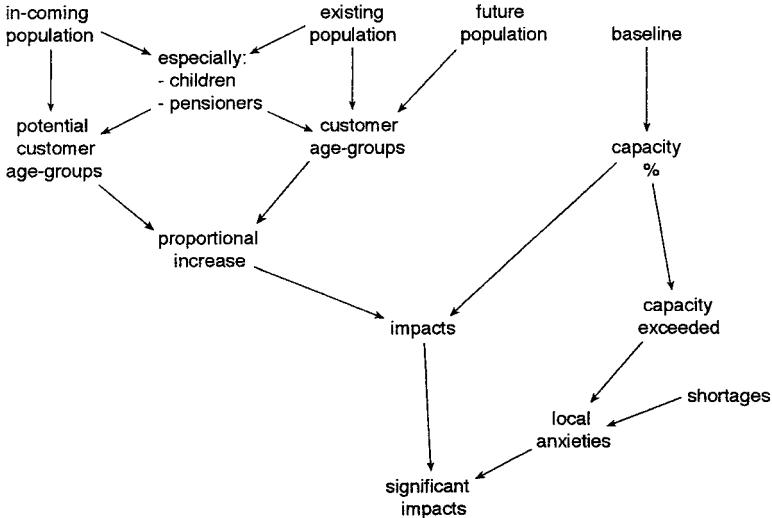 in-coming
population
existing
population
future
population
baseline
especially:
- children
- pensioners
potential
customer
age-groups
customer
age-groups
capacity
%
proportional
increase
impacts
capacity
exceeded
shortages
local
anxieties
significant
impacts